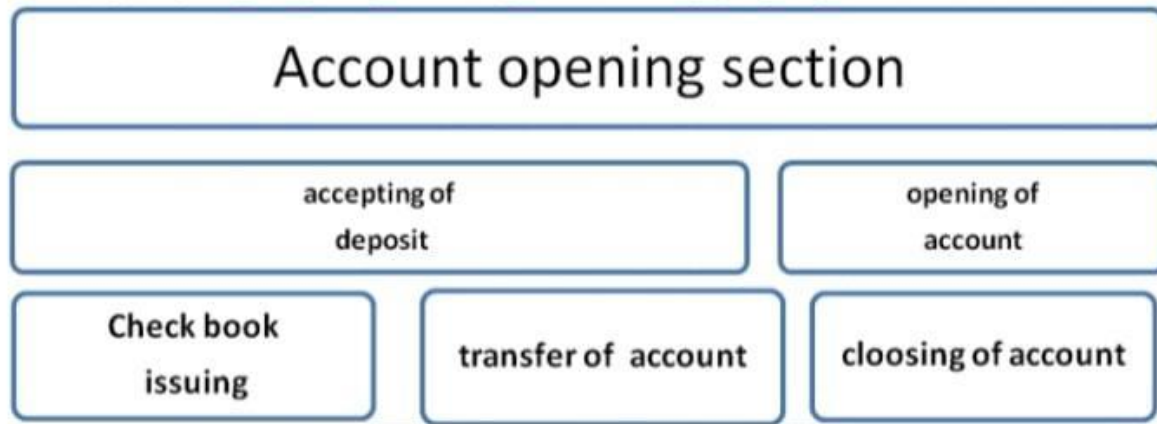 Account opening section
accepting of
deposit
opening of
account
Check book
issuing
transfer of account
cloosing of account